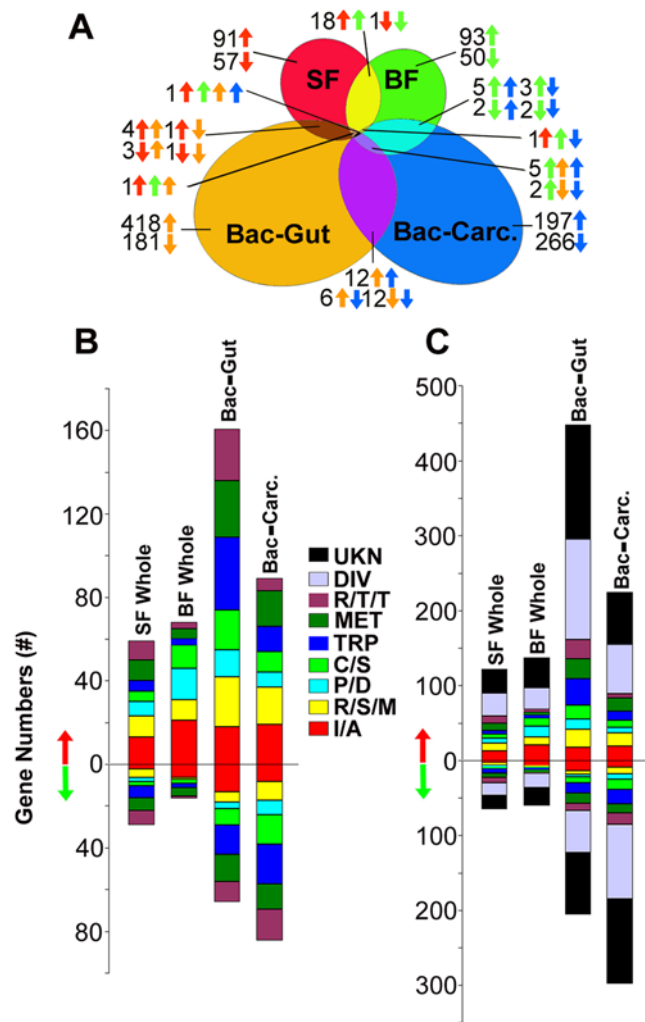 A
18↑↑ 1↓↓
91↑
57↓
93↑
50↓
SF
BF
1↑↑↑↑
5↑↑ 3↑↓
2↓↑ 2↓↓
4↑↑ 1↑↓
3↓↑ 1↓↓
1↑↑↓
1↑↑↑
5↑↑↑
2↑↓↓
418↑
181↓
Bac-Gut
Bac-Carc.
197↑
266↓
12↑↑
6↑↓ 12↓↓
B
C
Gene Numbers (#)
160
120
80
40
0
40
80
SF Whole
BF Whole
Bac-Gut
Bac-Carc.
UKN
DIV
R/T/T
MET
TRP
C/S
P/D
R/S/M
I/A
500
400
300
200
100
0
100
200
300
SF Whole
BF Whole
Bac-Gut
Bac-Carc.